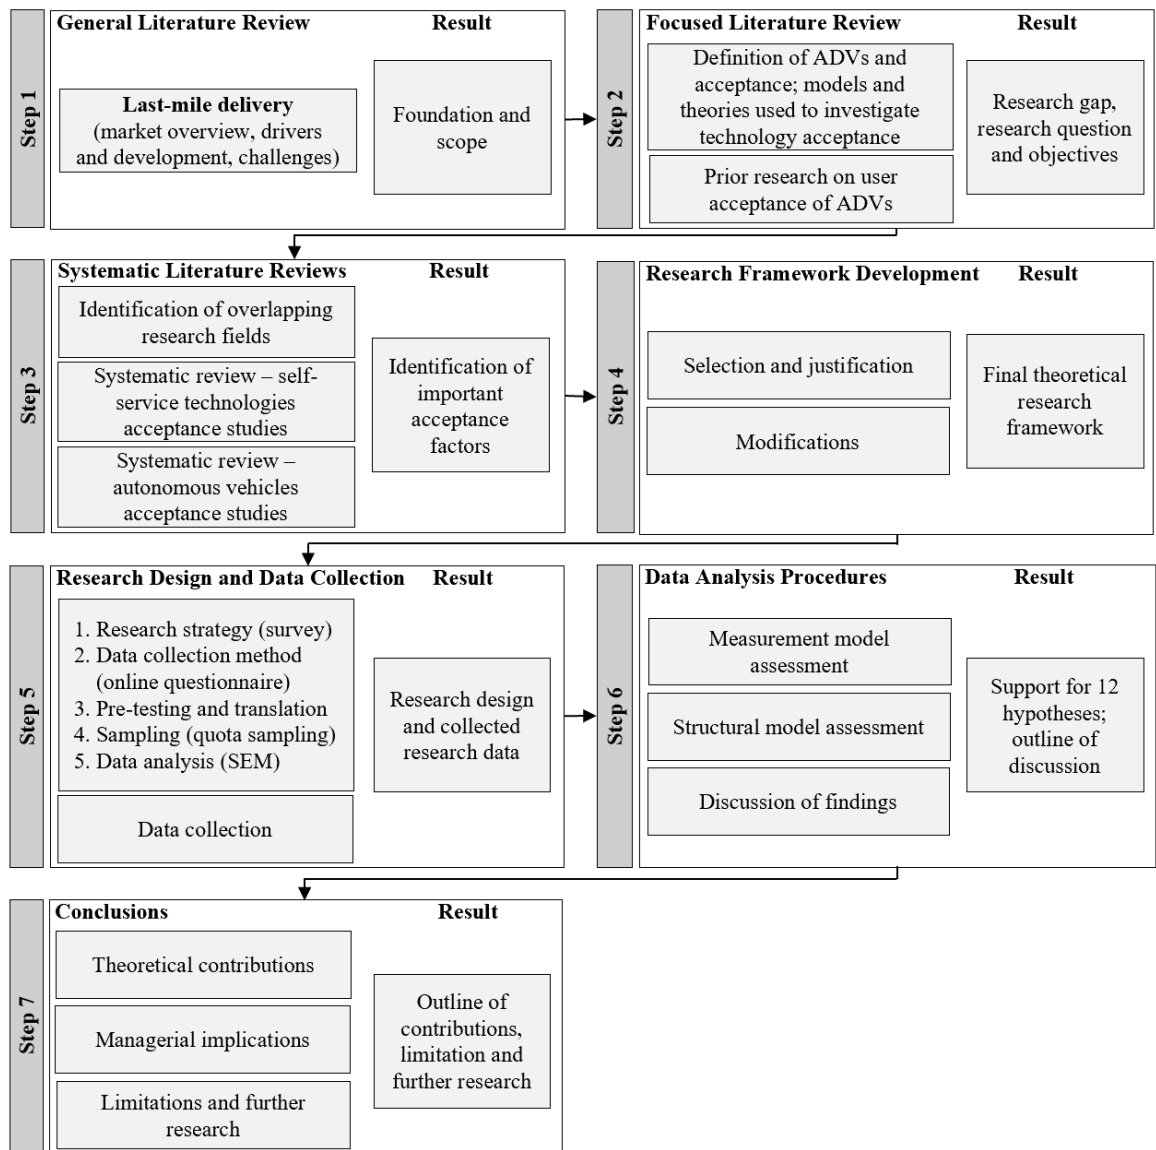 Step 1
General Literature Review
Result
Last-mile delivery
(market overview, drivers
and development, challenges)
Foundation and
scope
Step 2
Focused Literature Review
Result
Definition of ADVs and
acceptance; models and
theories used to investigate
technology acceptance
Prior research on user
acceptance of ADVs
Research gap,
research question
and objectives
Step 3
Systematic Literature Reviews
Result
Identification of overlapping
research fields
Systematic review – self-
service technologies
acceptance studies
Systematic review –
autonomous vehicles
acceptance studies
Identification of
important
acceptance
factors
Step 4
Research Framework Development
Result
Selection and justification
Modifications
Final theoretical
research
framework
Step 5
Research Design and Data Collection
Result
1. Research strategy (survey)
2. Data collection method
(online questionnaire)
3. Pre-testing and translation
4. Sampling (quota sampling)
5. Data analysis (SEM)
Data collection
Research design
and collected
research data
Step 6
Data Analysis Procedures
Result
Measurement model
assessment
Structural model assessment
Discussion of findings
Support for 12
hypotheses;
outline of
discussion
Step 7
Conclusions
Result
Theoretical contributions
Managerial implications
Limitations and further
research
Outline of
contributions,
limitation and
further research